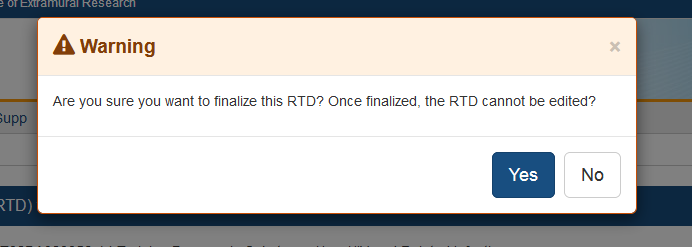 e of Extramural Research
Warning
×
Are you sure you want to finalize this RTD? Once finalized, the RTD cannot be edited?
Yes
No
Supp
RTD)